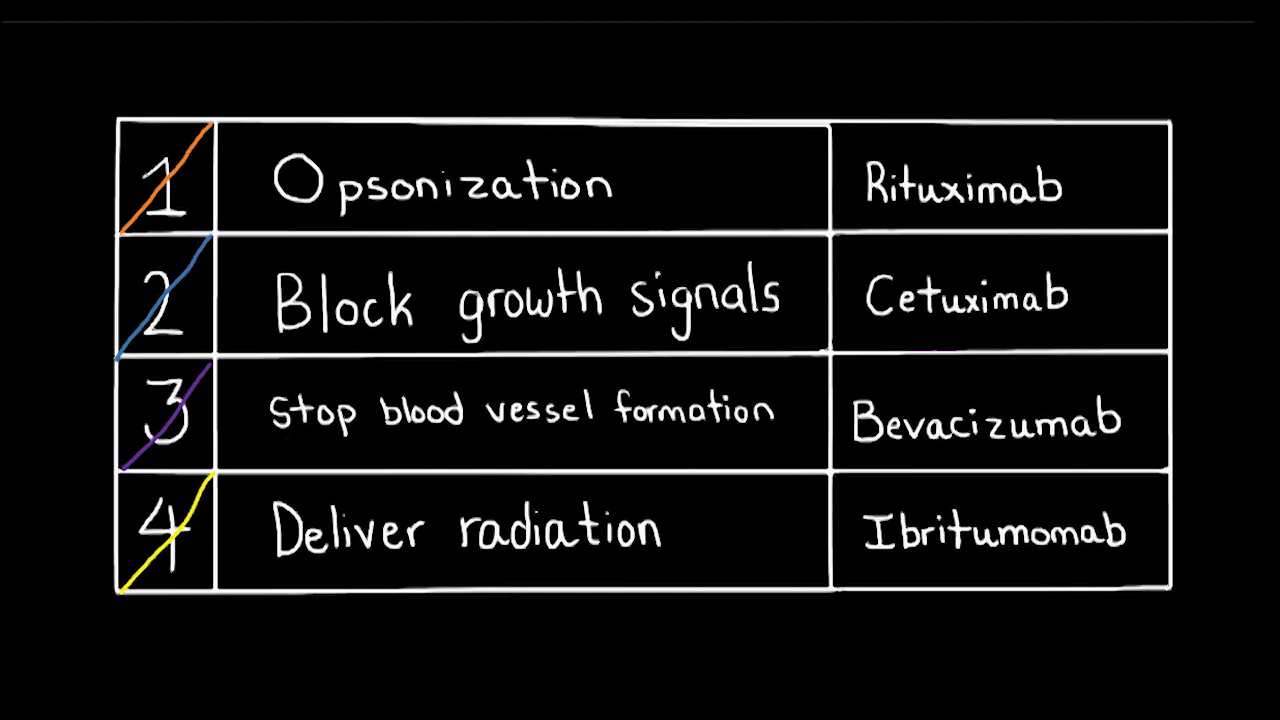 1 Opsonization Rituximab
2 Block growth signals Cetuximab
3 Stop blood vessel formation Bevacizumab
4 Deliver radiation Ibritumomab